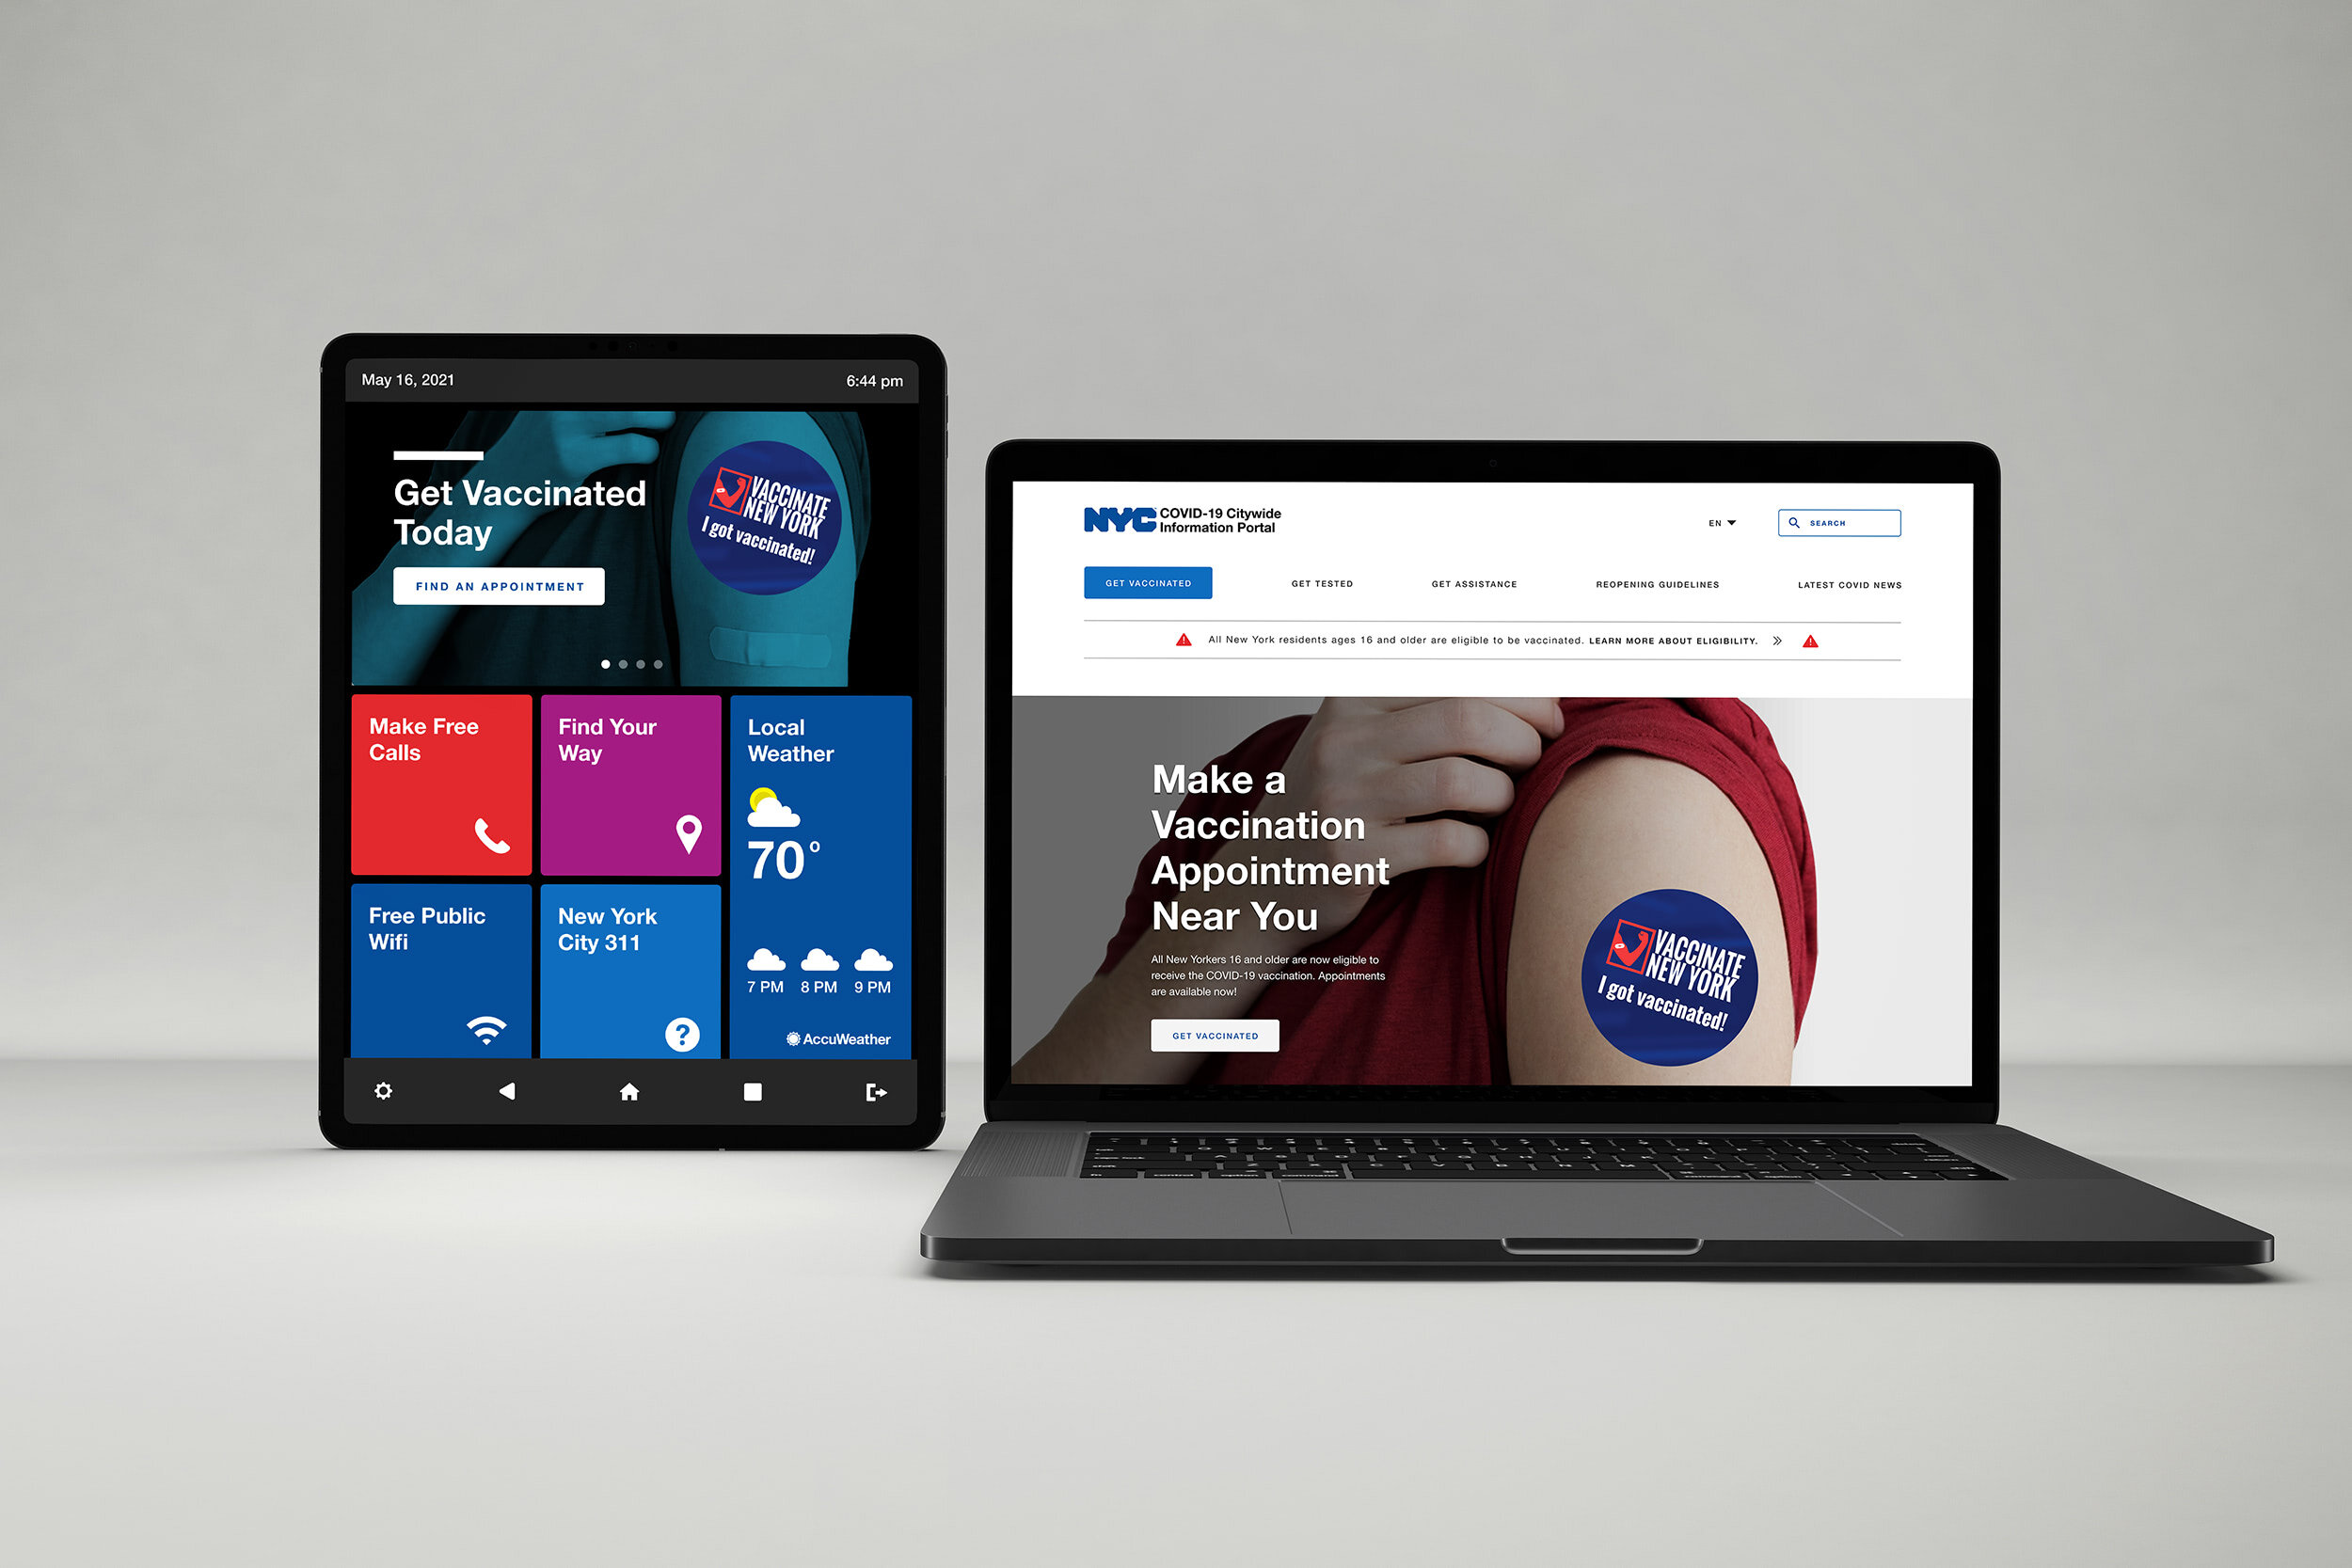 May 16, 2021
6:44 pm
Get Vaccinated
Today
FIND AN APPOINTMENT
VACCINATE
NEW YORK
I got vaccinated!
Make Free
Calls
Find Your
Way
Local
Weather
70°
7 PM 8 PM 9 PM
AccuWeather
Free Public
Wifi
New York
City 311
?
NYC COVID-19 Citywide
Information Portal
EN
SEARCH
GET VACCINATED
GET TESTED
GET ASSISTANCE
REOPENING GUIDELINES
LATEST COVID NEWS
All New York residents ages 16 and older are eligible to be vaccinated. LEARN MORE ABOUT ELIGIBILITY.
Make a
Vaccination
Appointment
Near You
All New Yorkers 16 and older are now eligible to
receive the COVID-19 vaccination. Appointments
are available now!
GET VACCINATED
VACCINATE
NEW YORK
I got vaccinated!